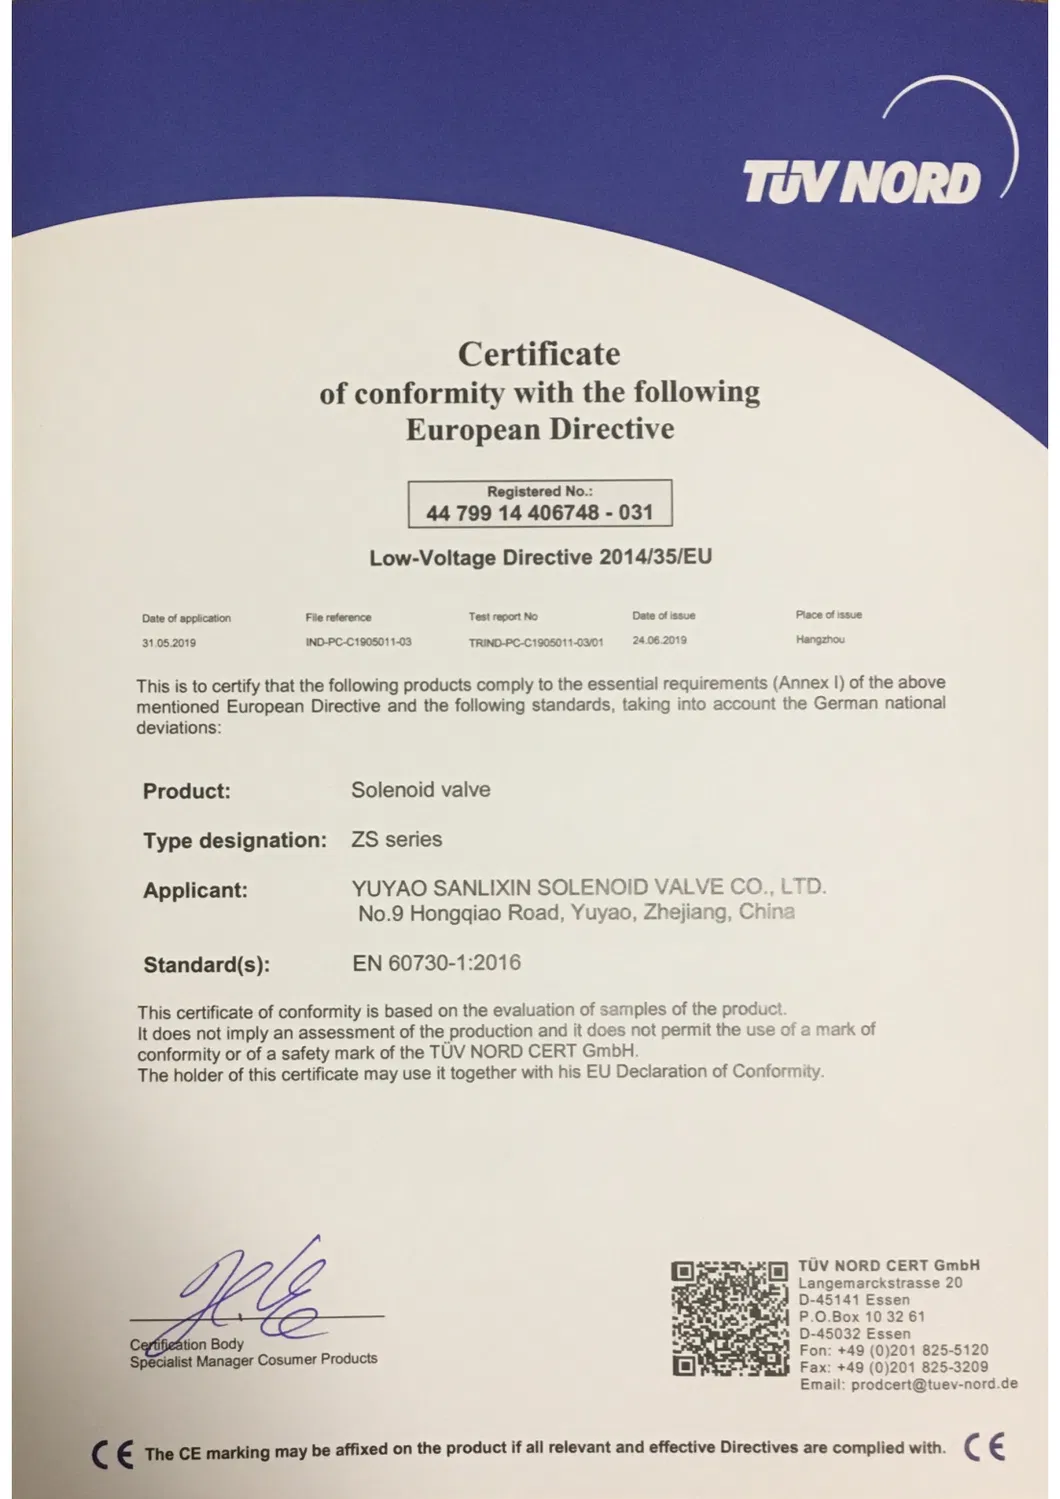 TÜV NORD
Certificate
of conformity with the following
European Directive
Registered No.:
44 799 14 406748 - 031
Low-Voltage Directive 2014/35/EU
Date of application File reference Test report No Date of issue Place of issue
31.05.2019 IND-PC-C1905011-03 TRIND-PC-C1905011-03/01 24.06.2019 Hangzhou
This is to certify that the following products comply to the essential requirements (Annex I) of the above
mentioned European Directive and the following standards, taking into account the German national
deviations:
Product: Solenoid valve
Type designation: ZS series
Applicant: YUYAO SANLIXIN SOLENOID VALVE CO., LTD.
No.9 Hongqiao Road, Yuyao, Zhejiang, China
Standard(s): EN 60730-1:2016
This certificate of conformity is based on the evaluation of samples of the product.
It does not imply an assessment of the production and it does not permit the use of a mark of
conformity or of a safety mark of the TÜV NORD CERT GmbH.
The holder of this certificate may use it together with his EU Declaration of Conformity.
Certification Body
Specialist Manager Cosumer Products
TÜV NORD CERT GmbH
Langemarckstrasse 20
D-45141 Essen
P.O.Box 10 32 61
D-45032 Essen
Fon: +49 (0)201 825-5120
Fax: +49 (0)201 825-3209
Email: prodcert@tuev-nord.de
CE The CE marking may be affixed on the product if all relevant and effective Directives are complied with. CE